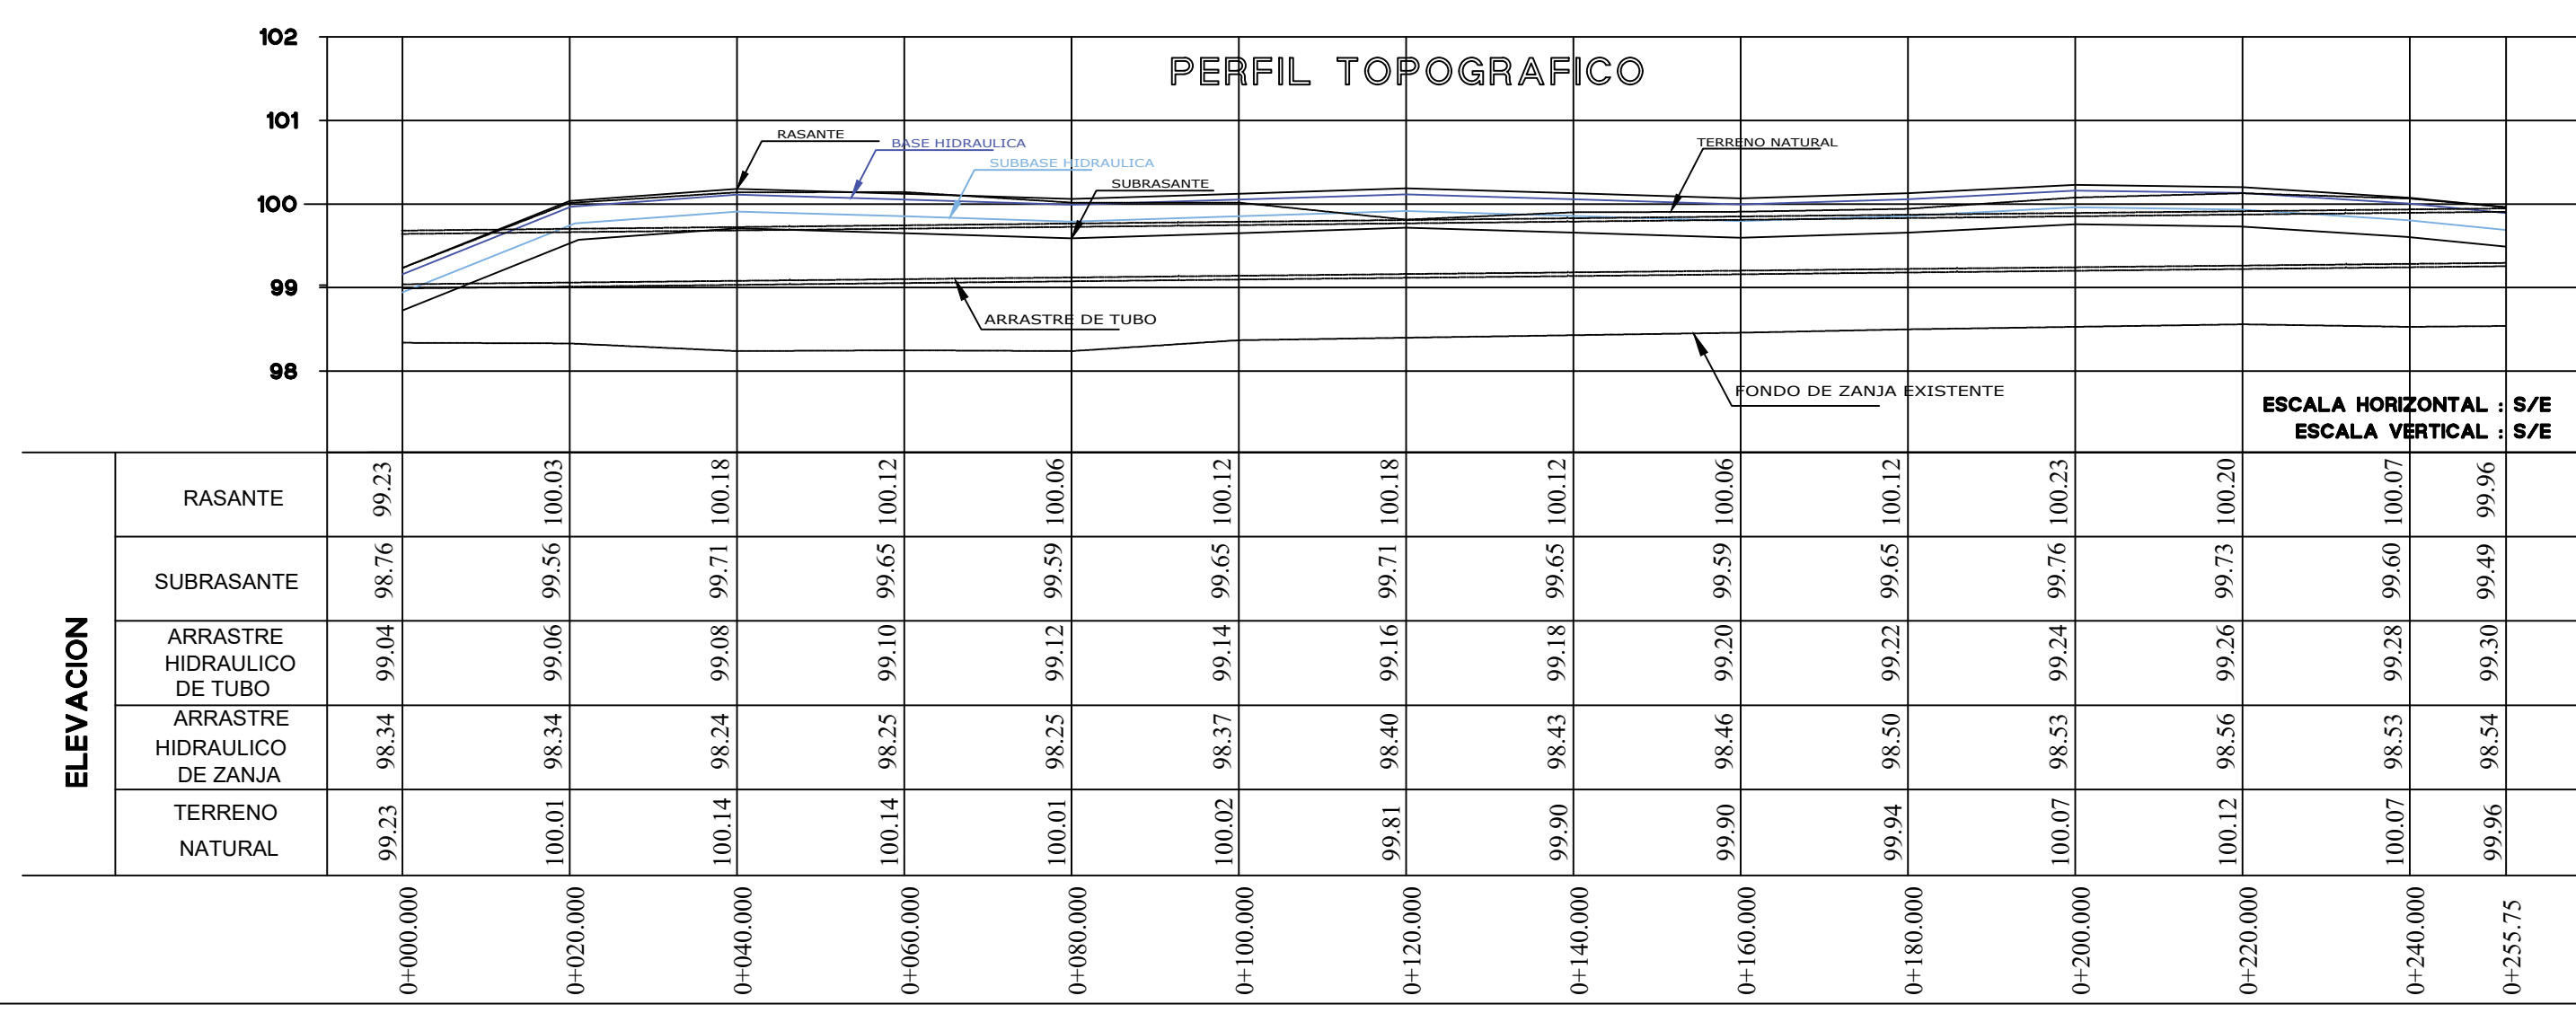 102
PERFIL TOPOGRAFICO
101
RASANTE
BASE HIDRAULICA
TERRENO NATURAL
SUBBASE HIDRAULICA
SUBRASANTE
100
99
ARRASTRE DE TUBO
98
FONDO DE ZANJA EXISTENTE
ESCALA HORIZONTAL : S/E
ESCALA VERTICAL : S/E
ELEVACION
RASANTE
99.23 100.03 100.18 100.12 100.06 100.12 100.18 100.12 100.06 100.12 100.23 100.20 100.07 99.96
SUBRASANTE
98.76 99.56 99.71 99.65 99.59 99.65 99.71 99.65 99.59 99.65 99.76 99.73 99.60 99.49
ARRASTRE
HIDRAULICO
DE TUBO
99.04 99.06 99.08 99.10 99.12 99.14 99.16 99.18 99.20 99.22 99.24 99.26 99.28 99.30
ARRASTRE
HIDRAULICO
DE ZANJA
98.34 98.34 98.24 98.25 98.25 98.37 98.40 98.43 98.46 98.50 98.53 98.56 98.53 98.54
TERRENO
NATURAL
99.23 100.01 100.14 100.14 100.01 100.02 99.81 99.90 99.90 99.94 100.07 100.12 100.07 99.96
0+000.000 0+020.000 0+040.000 0+060.000 0+080.000 0+100.000 0+120.000 0+140.000 0+160.000 0+180.000 0+200.000 0+220.000 0+240.000 0+255.75